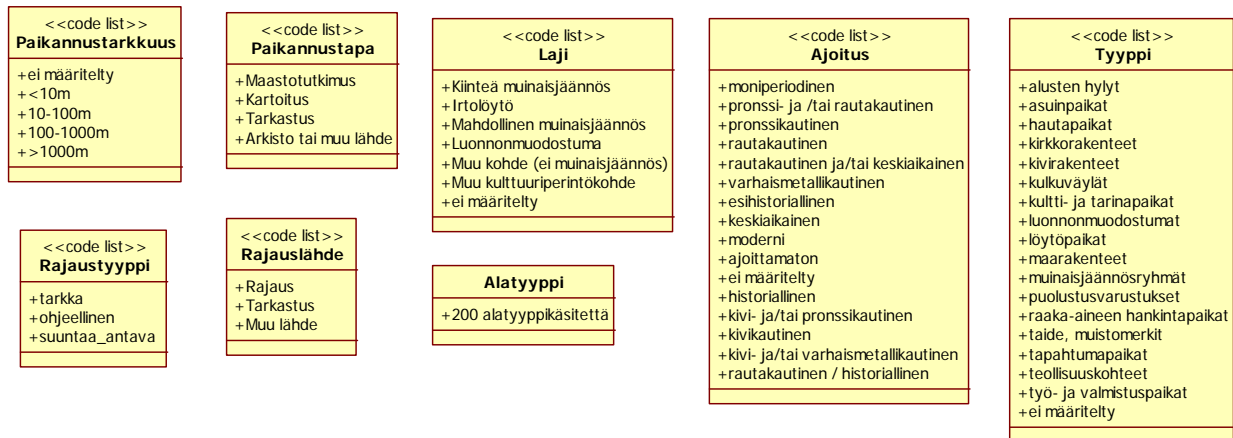 <<code list>>
Paikannustarkkuus
+ei määritelty
+<10m
+10-100m
+100-1000m
+>1000m
<<code list>>
Paikannustapa
+Maastotutkimus
+Kartoitus
+Tarkastus
+Arkisto tai muu lähde
<<code list>>
Laji
+Kiinteä muinaisjäännös
+Irtolöytö
+Mahdollinen muinaisjäännös
+Luonnonmuodostuma
+Muu kohde (ei muinaisjäännös)
+Muu kulttuuriperintökohde
+ei määritelty
<<code list>>
Ajoitus
+moniperiodinen
+pronssi- ja /tai rautakautinen
+pronssikautinen
+rautakautinen
+rautakautinen ja/tai keskiaikainen
+varhaismetallikautinen
+esihistoriallinen
+keskiaikainen
+moderni
+ajoittamaton
+ei määritelty
+historiallinen
+kivi- ja/tai pronssikautinen
+kivikautinen
+kivi- ja/tai varhaismetallikautinen
+rautakautinen / historiallinen
<<code list>>
Tyyppi
+alusten hylyt
+asuinpaikat
+hautapaikat
+kirkkorakenteet
+kivirakenteet
+kulkuväylät
+kultti- ja tarinapaikat
+luonnonmuodostumat
+löytöpaikat
+maarakenteet
+muinaisjäännösryhmät
+puolustusvarustukset
+raaka-aineen hankintapaikat
+taide, muistomerkit
+tapahtumapaikat
+teollisuuskohteet
+työ- ja valmistuspaikat
+ei määritelty
<<code list>>
Rajaustyyppi
+tarkka
+ohjeellinen
+suuntaa_antava
<<code list>>
Rajauslähde
+Rajaus
+Tarkastus
+Muu lähde
Alatyyppi
+200 alatyyppikäsitettä